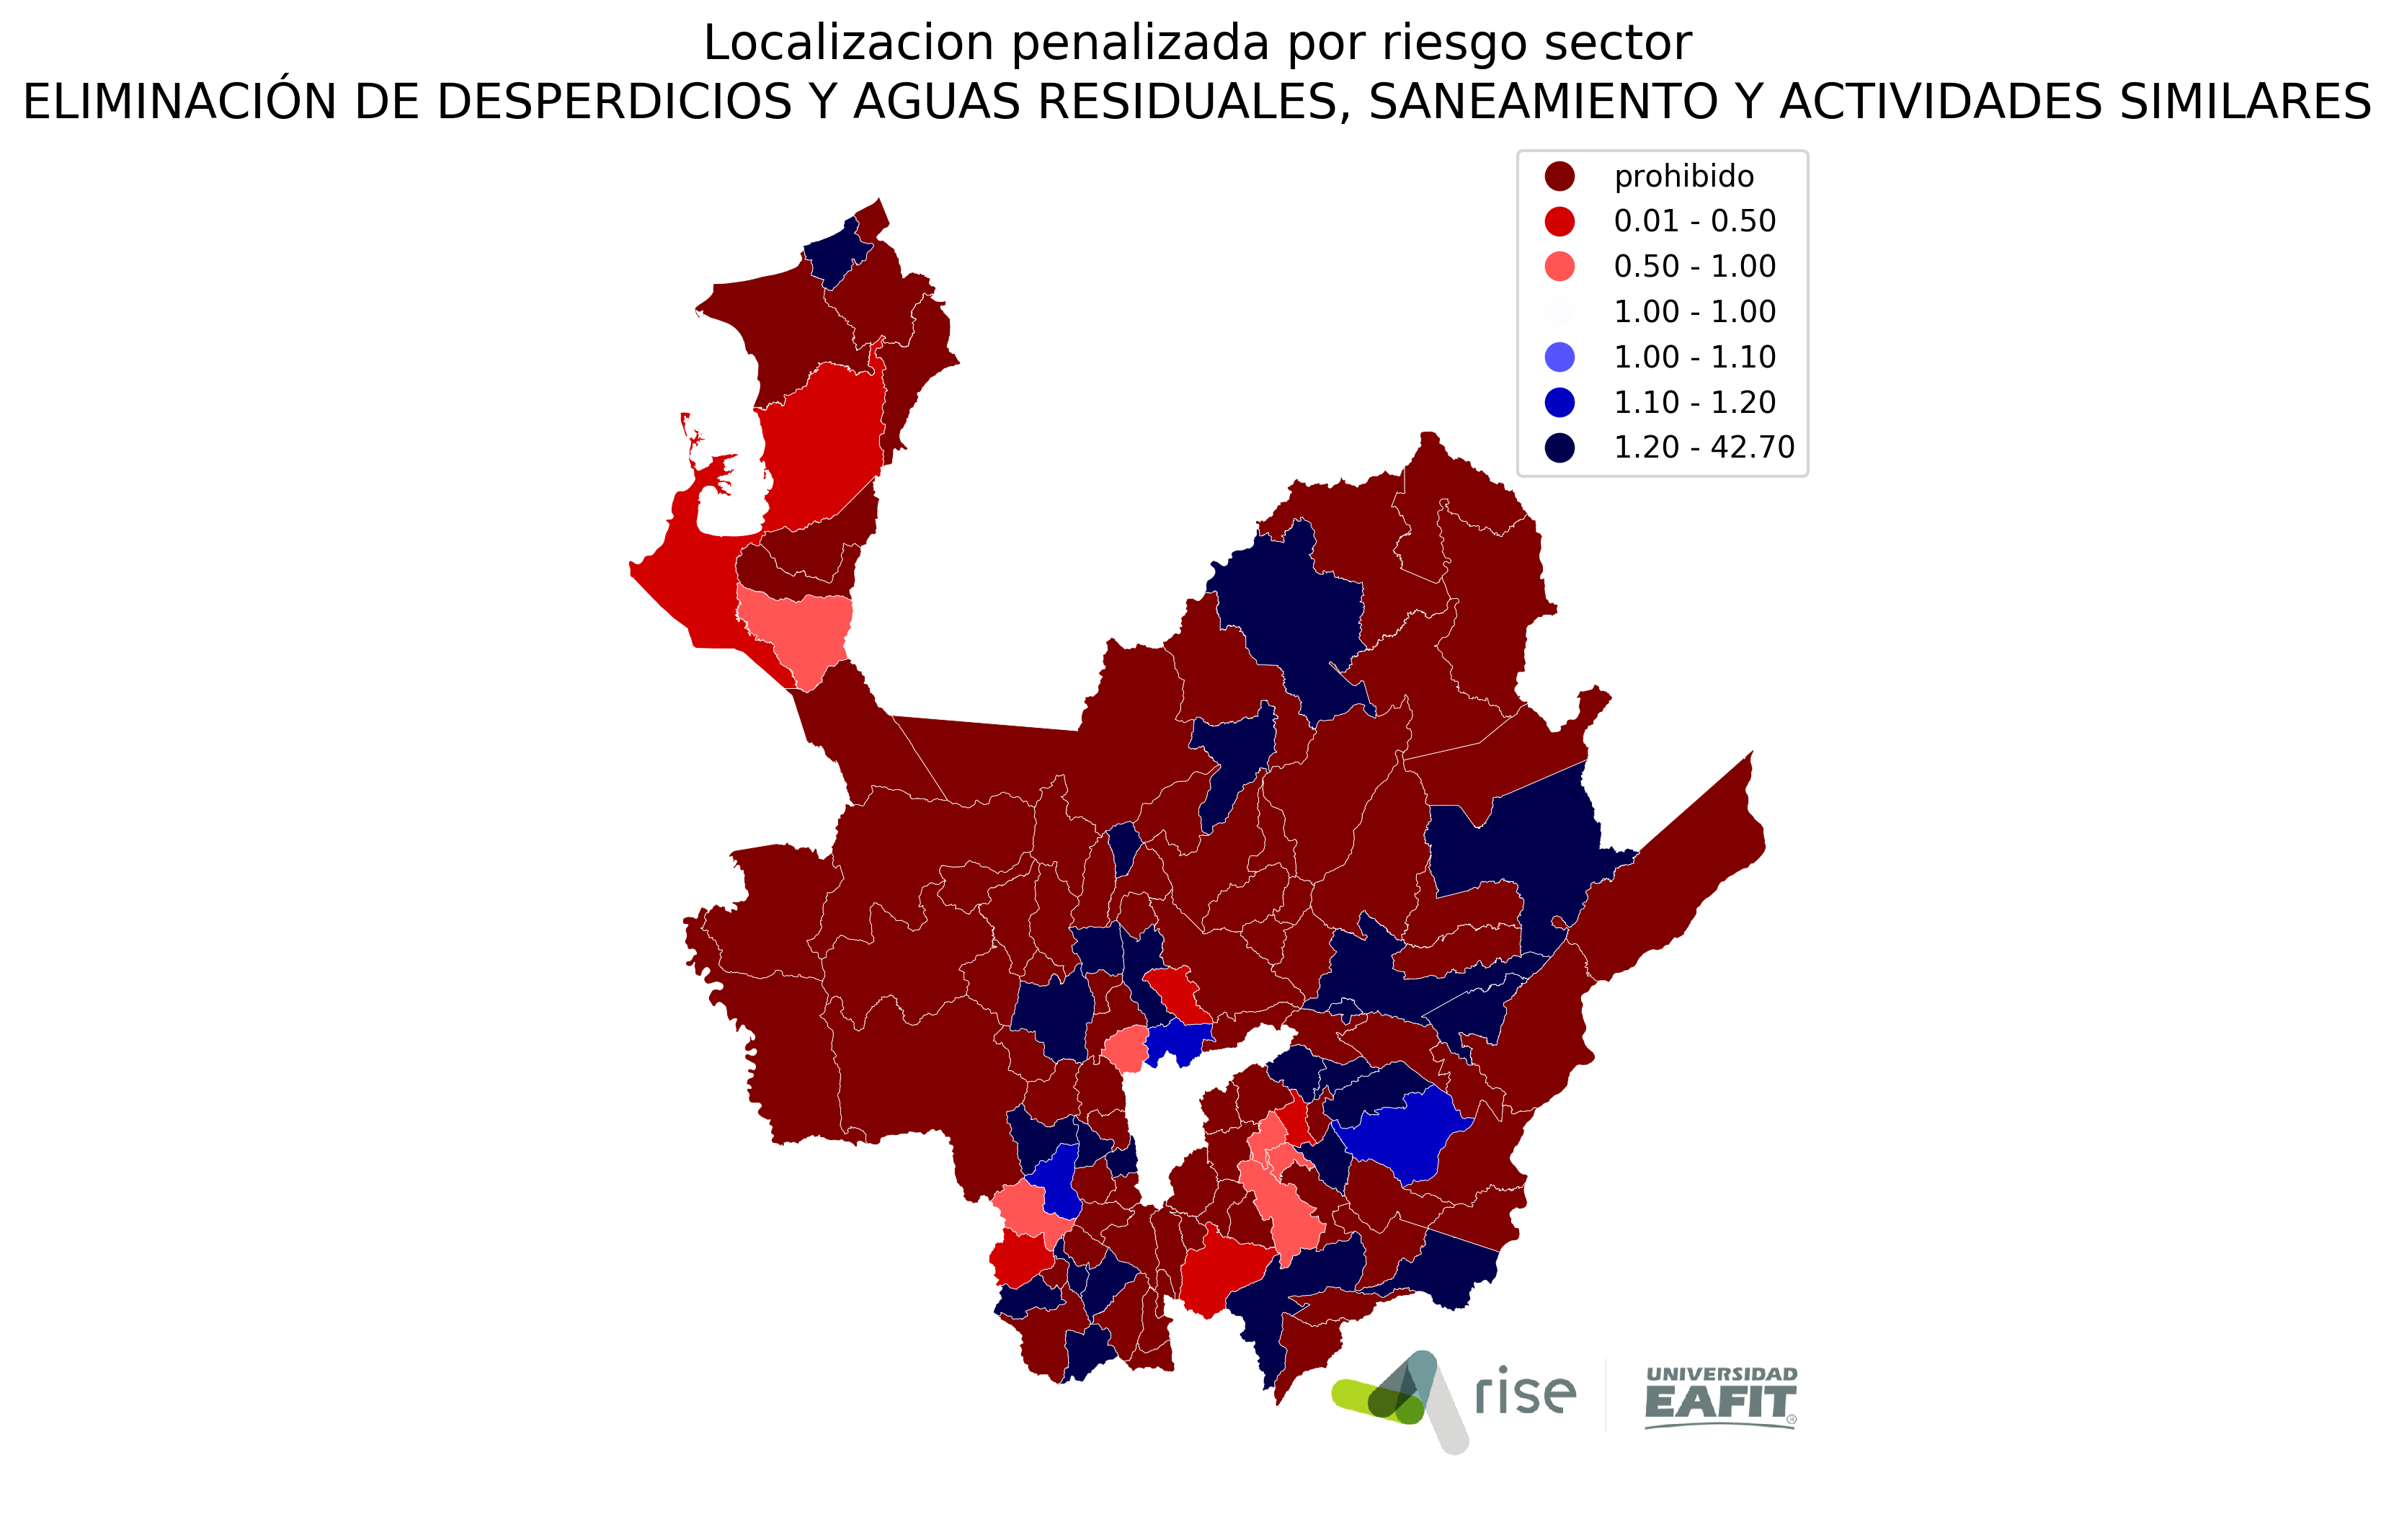 Localizacion penalizada por riesgo sector
ELIMINACIÓN DE DESPERDICIOS Y AGUAS RESIDUALES, SANEAMIENTO Y ACTIVIDADES SIMILARES
prohibido
0.01 - 0.50
0.50 - 1.00
1.00 - 1.00
1.00 - 1.10
1.10 - 1.20
1.20 - 42.70
rise
UNIVERSIDAD
EAFIT®